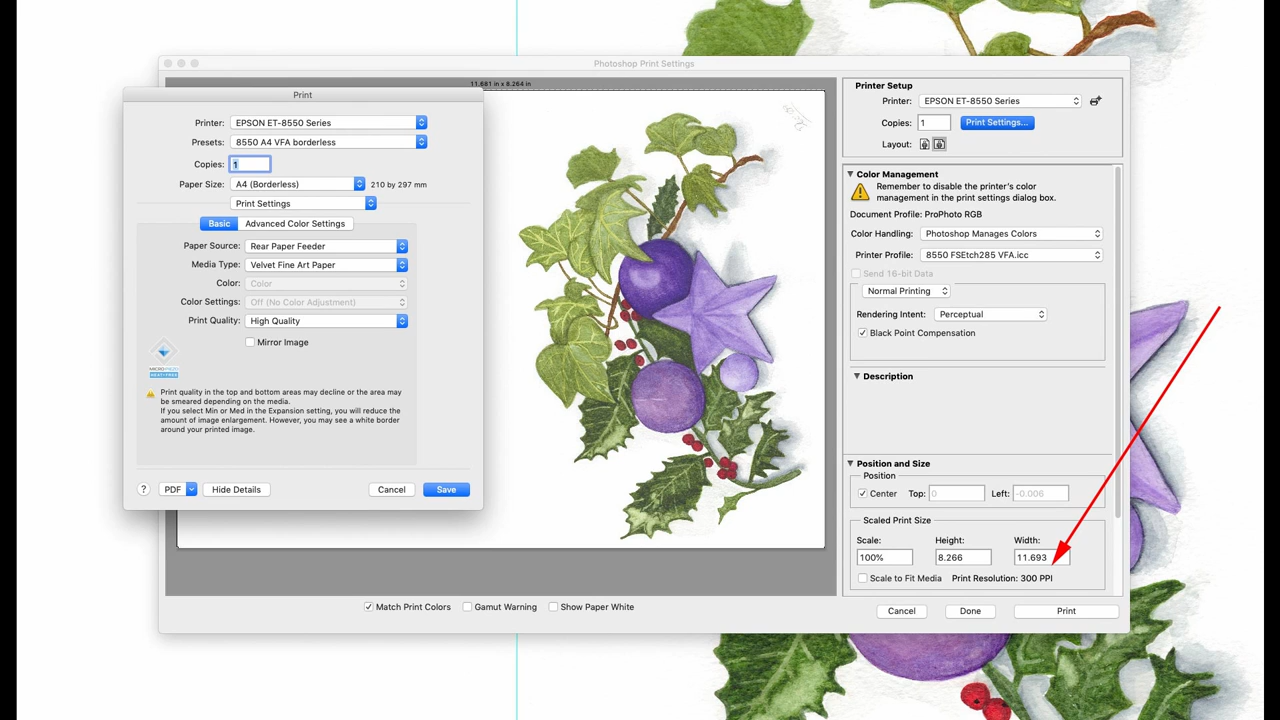 Photoshop Print Settings
11.681 in x 8.264 in
Print
Printer: EPSON ET-8550 Series
Presets: 8550 A4 VFA borderless
Copies: 1
Paper Size: A4 (Borderless) 210 by 297 mm
Print Settings
Basic Advanced Color Settings
Paper Source: Rear Paper Feeder
Media Type: Velvet Fine Art Paper
Color: Color
Color Settings: Off (No Color Adjustment)
Print Quality: High Quality
Mirror Image
Print quality in the top and bottom areas may decline or the area may
be smeared depending on the media.
If you select Min or Med in the Expansion setting, you will reduce the
amount of image enlargement. However, you may see a white border
around your printed image.
? PDF Hide Details Cancel Save
Printer Setup
Printer: EPSON ET-8550 Series
Copies: 1 Print Settings...
Layout:
Color Management
Remember to disable the printer's color
management in the print settings dialog box.
Document Profile: ProPhoto RGB
Color Handling: Photoshop Manages Colors
Printer Profile: 8550 FSEtch285 VFA.icc
Send 16-bit Data
Normal Printing
Rendering Intent: Perceptual
Black Point Compensation
Description
Position and Size
Position
Center Top: 0 Left: -0.006
Scaled Print Size
Scale: Height: Width:
100% 8.266 11.693
Scale to Fit Media Print Resolution: 300 PPI
Match Print Colors Gamut Warning Show Paper White
Cancel Done Print